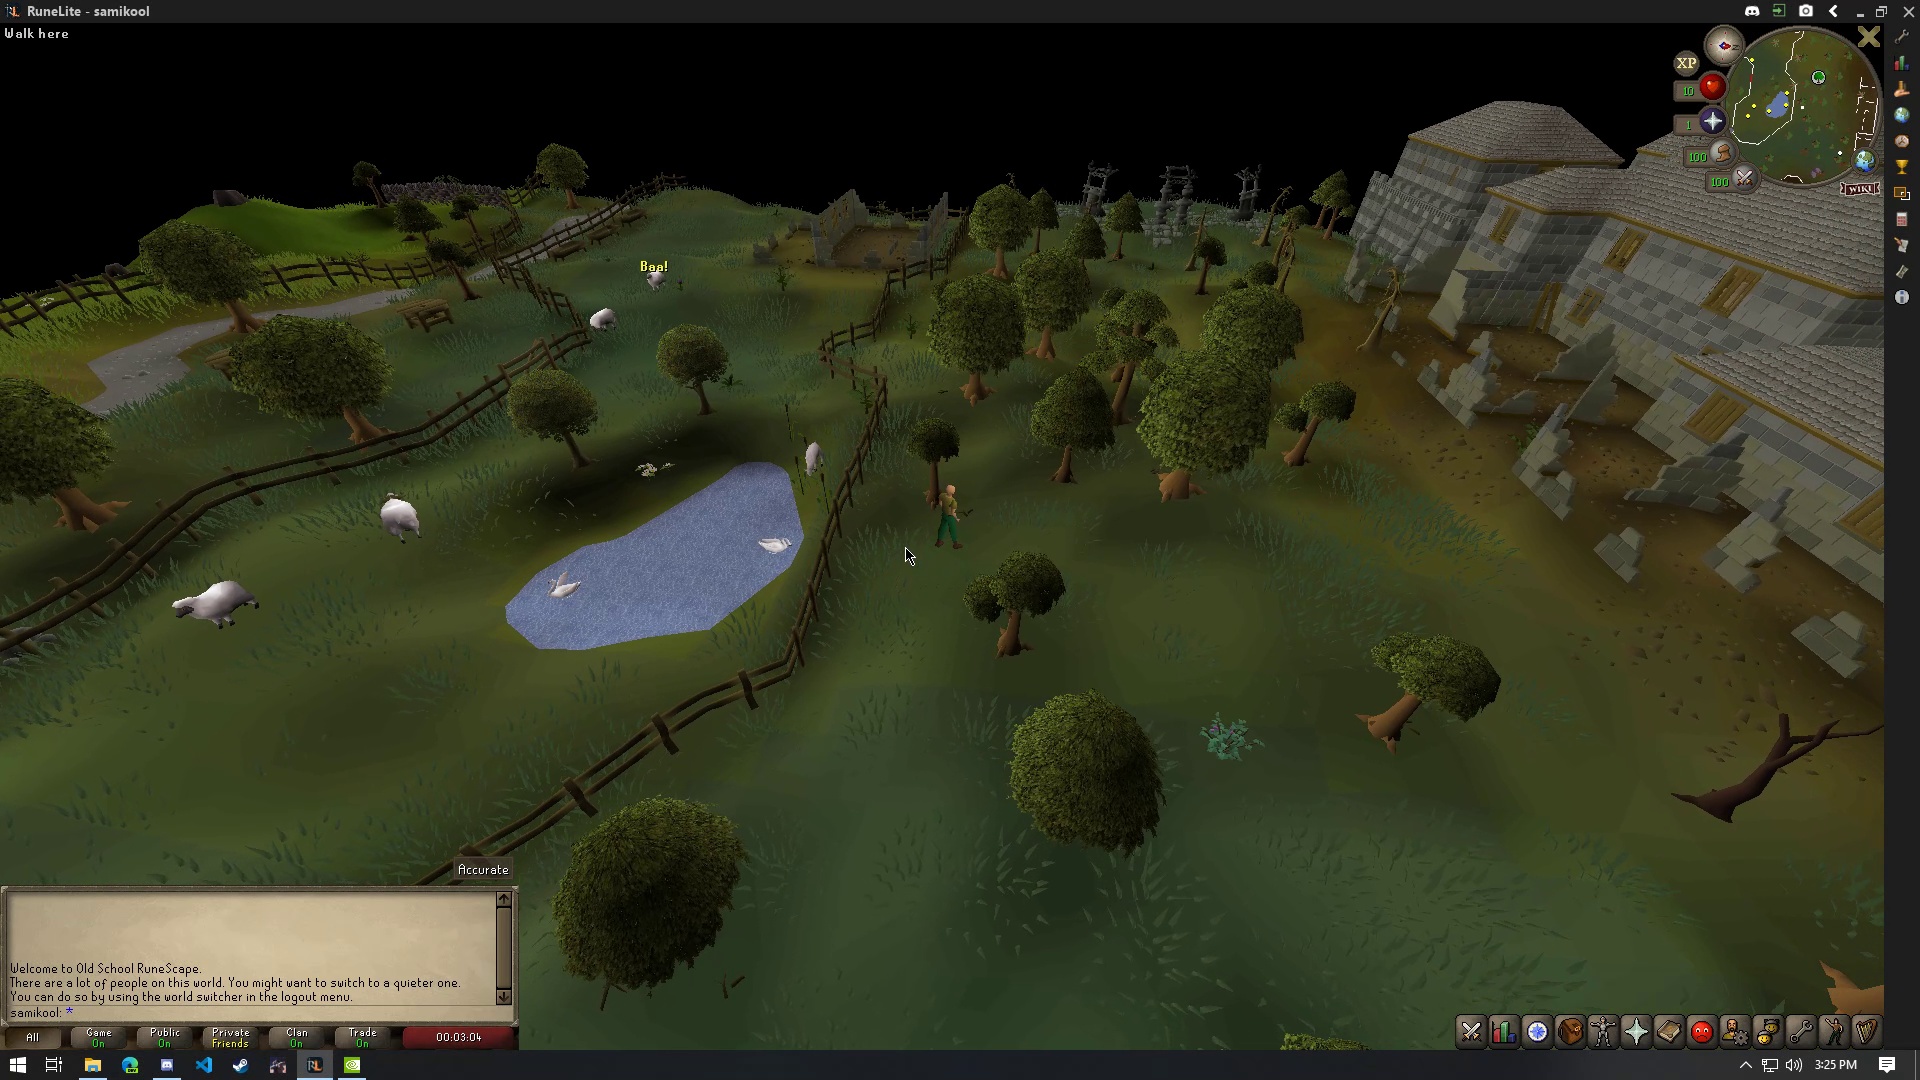 RuneLite - samikool
Walk here
XP
10
1
100
100
WIKI
Baa!
Accurate
Welcome to Old School RuneScape.
There are a lot of people on this world. You might want to switch to a quieter one.
You can do so by using the world switcher in the logout menu.
samikool: *
All
Game
On
Public
On
Private
Friends
Clan
On
Trade
On
00:03:04
3:25 PM